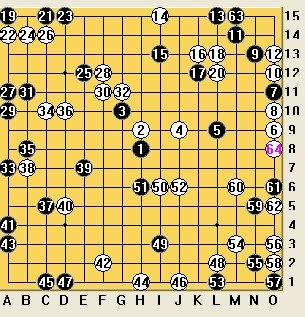 19 21 23 14 13 63 15
22 24 26 11 14
15 16 18 9 12 13
25 28 17 20 10 12
27 31 30 32 7 11
29 34 36 3 8 10
2 4 5 6 9
35 1 64 8
33 38 39 7
51 50 52 60 61 6
37 40 59 62 5
41 4
43 49 54 56 3
42 48 55 58 2
45 47 44 46 53 57 1
A B C D E F G H I J K L M N O